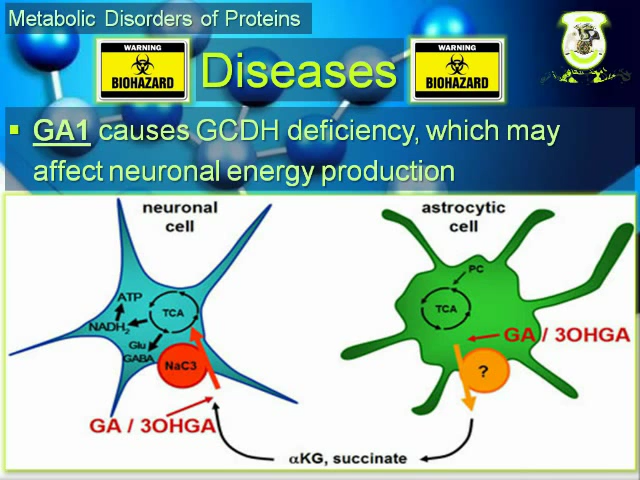 Metabolic Disorders of Proteins
WARNING
BIOHAZARD
Diseases
WARNING
BIOHAZARD
GA1 causes GCDH deficiency, which may
affect neuronal energy production
neuronal
cell
astrocytic
cell
ATP
NADH₂
TCA
Glu
GABA
NaC3
GA / 3OHGA
PC
TCA
GA / 3OHGA
?
αKG, succinate